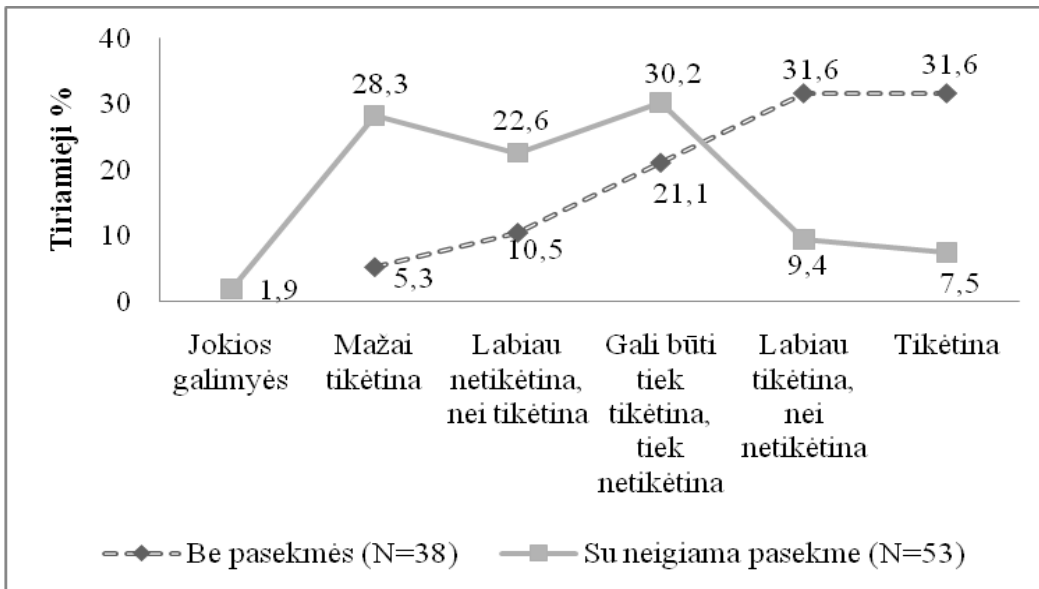 Tiriamieji %
40
30
20
10
0
28,3
22,6
30,2
31,6
31,6
1,9
5,3
10,5
21,1
9,4
7,5
Jokios
galimyės
Mažai
tikėtina
Labiau
netikėtina,
nei tikėtina
Gali būti
tiek
tikėtina,
tiek
netikėtina
Labiau
tikėtina,
nei
netikėtina
Tikėtina
Be pasekmės (N=38)
Su neigiama pasekme (N=53)